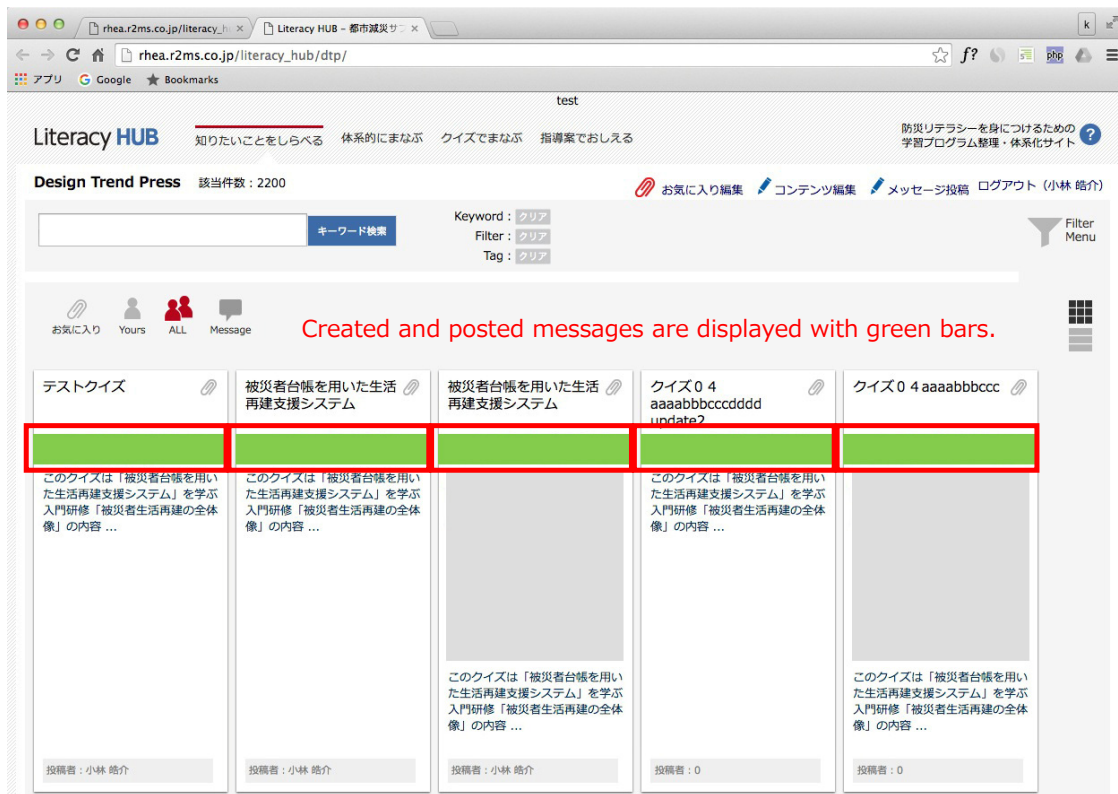 rhea.r2ms.co.jp/literacy_h
Literacy HUB – 都市減災サブ
k
rhea.r2ms.co.jp/literacy_hub/dtp/
f?
php
アプリ Google Bookmarks
test
Literacy HUB
知りたいことをしらべる 体系的にまなぶ クイズでまなぶ 指導案でおしえる
防災リテラシーを身につけるための
学習プログラム整理・体系化サイト ?
Design Trend Press 該当件数：2200
お気に入り編集 コンテンツ編集 メッセージ投稿 ログアウト（小林 皓介）
キーワード検索
Keyword : クリア
Filter : クリア
Tag : クリア
Filter
Menu
お気に入り Yours ALL Message
Created and posted messages are displayed with green bars.
テストクイズ
このクイズは「被災者台帳を用い
た生活再建支援システム」を学ぶ
入門研修「被災者生活再建の全体
像」の内容 ...
投稿者：小林 皓介
被災者台帳を用いた生活
再建支援システム
このクイズは「被災者台帳を用い
た生活再建支援システム」を学ぶ
入門研修「被災者生活再建の全体
像」の内容 ...
投稿者：小林 皓介
被災者台帳を用いた生活
再建支援システム
このクイズは「被災者台帳を用い
た生活再建支援システム」を学ぶ
入門研修「被災者生活再建の全体
像」の内容 ...
投稿者：小林 皓介
クイズ０４
aaaabbbcccdddd
update2
このクイズは「被災者台帳を用い
た生活再建支援システム」を学ぶ
入門研修「被災者生活再建の全体
像」の内容 ...
投稿者：0
クイズ０４aaaabbbccc
このクイズは「被災者台帳を用い
た生活再建支援システム」を学ぶ
入門研修「被災者生活再建の全体
像」の内容 ...
投稿者：0